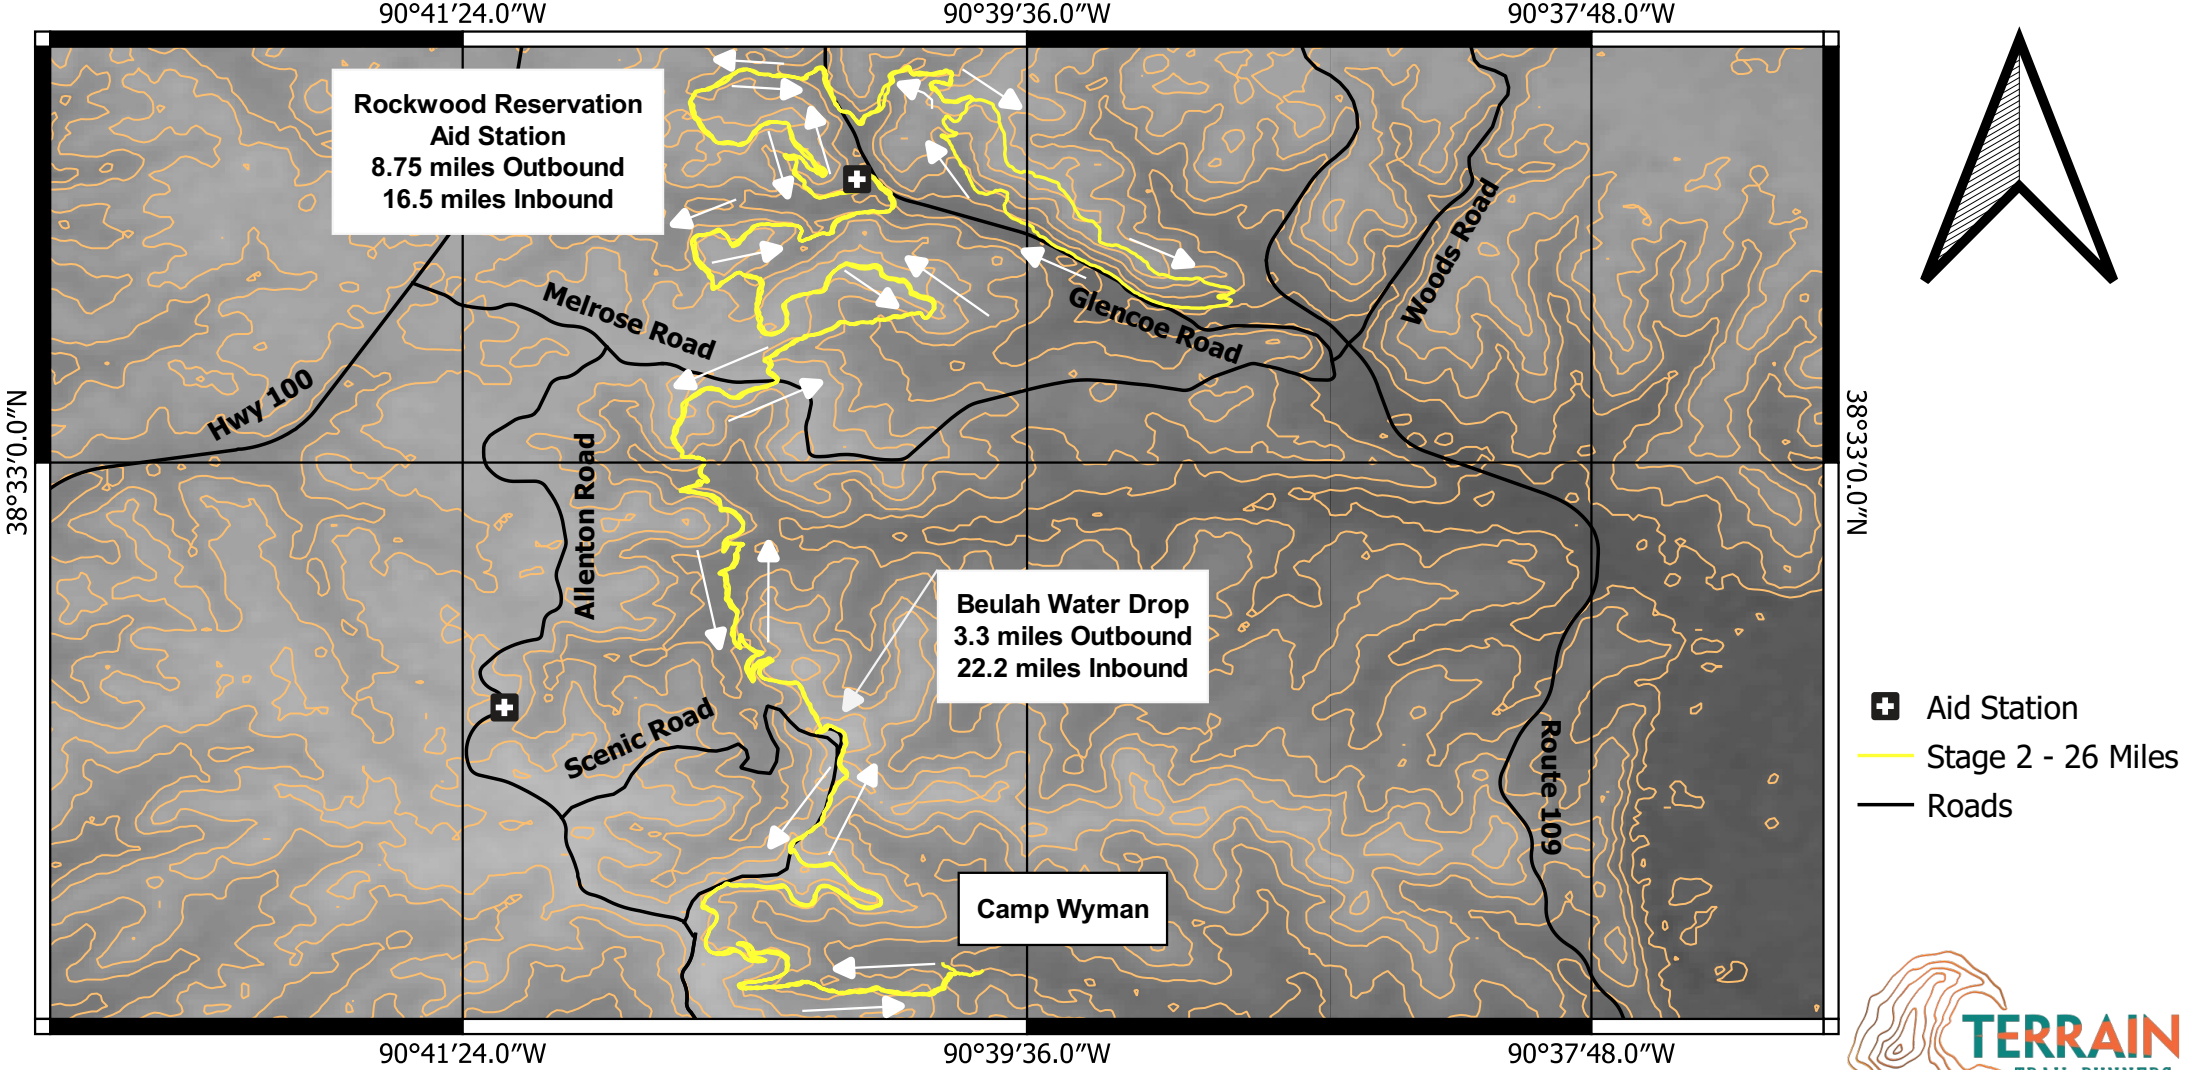 90°41'24.0"W
90°39'36.0"W
90°37'48.0"W
Rockwood Reservation
Aid Station
8.75 miles Outbound
16.5 miles Inbound
Melrose Road
Glencoe Road
Woods Road
Hwy 100
38°33'0.0"N
38°33'0.0"N
Allenton Road
Beulah Water Drop
3.3 miles Outbound
22.2 miles Inbound
Scenic Road
Route 109
Camp Wyman
Aid Station
Stage 2 - 26 Miles
Roads
TERRAIN
TRAIL RUNNERS
90°41'24.0"W
90°39'36.0"W
90°37'48.0"W